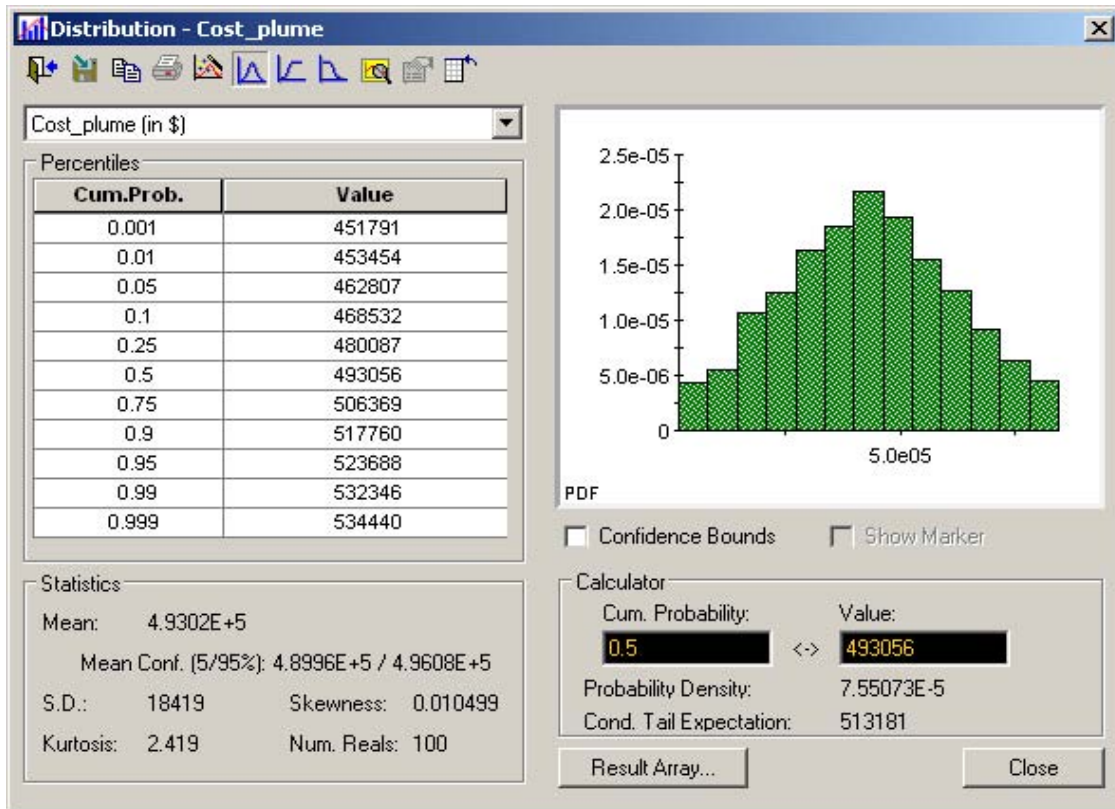 Distribution - Cost_plume
Cost_plume (in $)
Percentiles
Cum.Prob. Value
0.001 451791
0.01 453454
0.05 462807
0.1 468532
0.25 480087
0.5 493056
0.75 506369
0.9 517760
0.95 523688
0.99 532346
0.999 534440
Statistics
Mean: 4.9302E+5
Mean Conf. (5/95%): 4.8996E+5 / 4.9608E+5
S.D.: 18419 Skewness: 0.010499
Kurtosis: 2.419 Num. Reals: 100
2.5e-05
2.0e-05
1.5e-05
1.0e-05
5.0e-06
0
5.0e05
PDF
Confidence Bounds Show Marker
Calculator
Cum. Probability: Value:
0.5 <-> 493056
Probability Density: 7.55073E-5
Cond. Tail Expectation: 513181
Result Array... Close